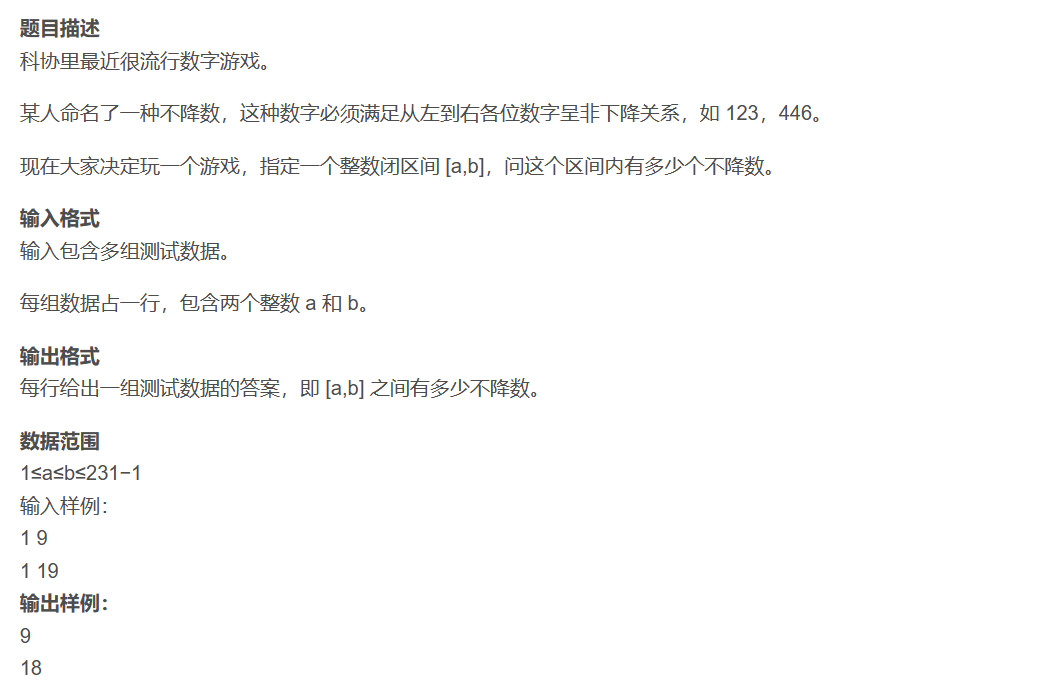 题目描述
科协里最近很流行数字游戏。
某人命名了一种不降数，这种数字必须满足从左到右各位数字呈非下降关系，如 123，446。
现在大家决定玩一个游戏，指定一个整数闭区间 [a,b]，问这个区间内有多少个不降数。
输入格式
输入包含多组测试数据。
每组数据占一行，包含两个整数 a 和 b。
输出格式
每行给出一组测试数据的答案，即 [a,b] 之间有多少不降数。
数据范围
1≤a≤b≤231−1
输入样例：
1 9
1 19
输出样例：
9
18